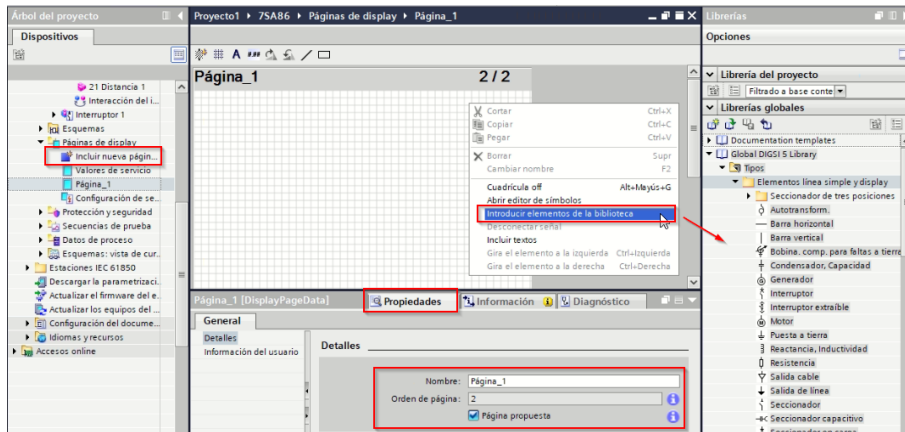 Árbol del proyecto
Dispositivos
21 Distancia 1
Interacción del i...
Interruptor 1
Esquemas
Páginas de display
Incluir nueva págin...
Valores de servicio
Página_1
Configuración de se...
Protección y seguridad
Secuencias de prueba
Datos de proceso
Esquemas: vista de cur..
Estaciones IEC 61850
Descargar la parametrizaci..
Actualizar el firmware del e..
Actualizar los equipos del ...
Configuración del docume...
Idiomas y recursos
Accesos online
Proyecto1 ▸ 7SA86 ▸ Páginas de display ▸ Página_1
Página_1 2 / 2
Cortar Ctrl+X
Copiar Ctrl+C
Pegar Ctrl+V
Borrar Supr
Cambiar nombre F2
Cuadrícula off Alt+Mayús+G
Abrir editor de símbolos
Introducir elementos de la biblioteca
Desconectar señal
Incluir textos
Gira el elemento a la izquierda Ctrl+Izquierda
Gira el elemento a la derecha Ctrl+Derecha
Página_1 [DisplayPageData]
Propiedades
Información
Diagnóstico
General
Detalles
Información del usuario
Detalles
Nombre: Página_1
Orden de página: 2
Página propuesta
Librerías
Opciones
Librería del proyecto
Filtrado a base conte
Librerías globales
Documentation templates
Global DIGSI 5 Library
Tipos
Elementos línea simple y display
Seccionador de tres posiciones
Autotransform.
Barra horizontal
Barra vertical
Bobina. comp. para faltas a tierra
Condensador, Capacidad
Generador
Interruptor
Interruptor extraíble
Motor
Puesta a tierra
Reactancia, Inductividad
Resistencia
Salida cable
Salida de línea
Seccionador
Seccionador capacitivo